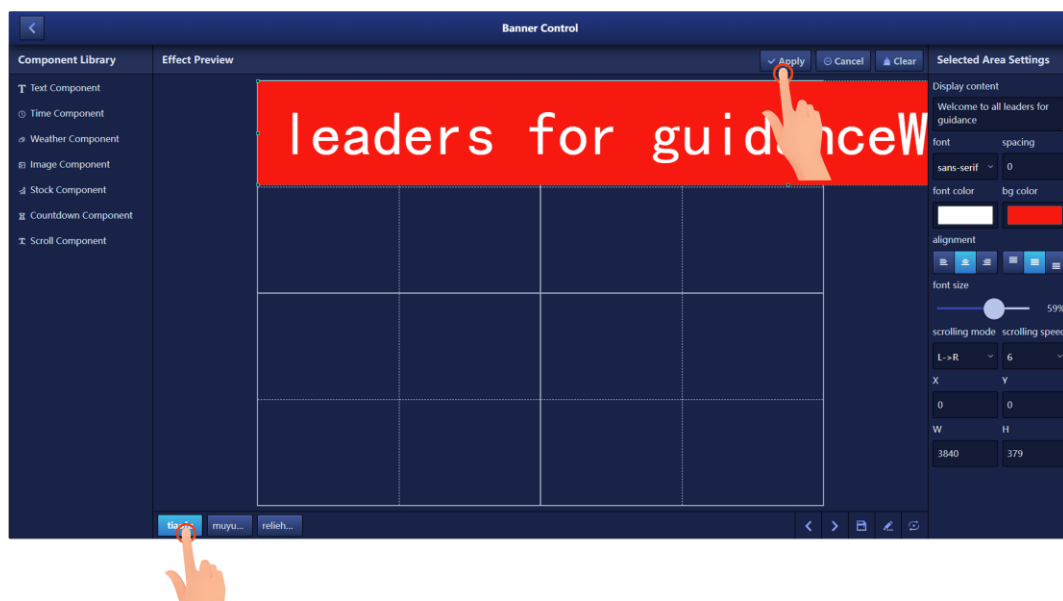 Banner Control
Component Library
Effect Preview
Apply
Cancel
Clear
Selected Area Settings
Text Component
Time Component
Weather Component
Image Component
Stock Component
Countdown Component
Scroll Component
leaders for guidanceW
Display content
Welcome to all leaders for
guidance
font spacing
sans-serif 0
font color bg color
alignment
font size
59%
scrolling mode scrolling speed
L->R 6
X Y
0 0
W H
3840 379
muyu...
relieh...